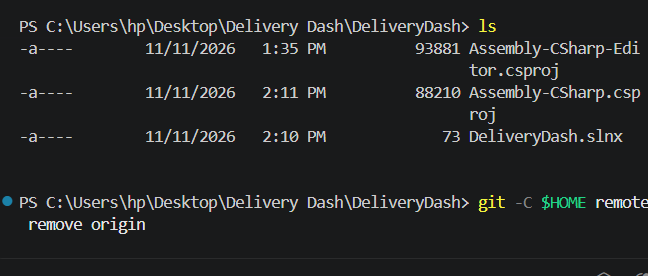 PS C:\Users\hp\Desktop\Delivery Dash\DeliveryDash> ls
-a---- 11/11/2026 1:35 PM 93881 Assembly-CSharp-Edi
tor.csproj
-a---- 11/11/2026 2:11 PM 88210 Assembly-CSharp.csp
roj
-a---- 11/11/2026 2:10 PM 73 DeliveryDash.slnx
PS C:\Users\hp\Desktop\Delivery Dash\DeliveryDash> git -C $HOME remote
remove origin